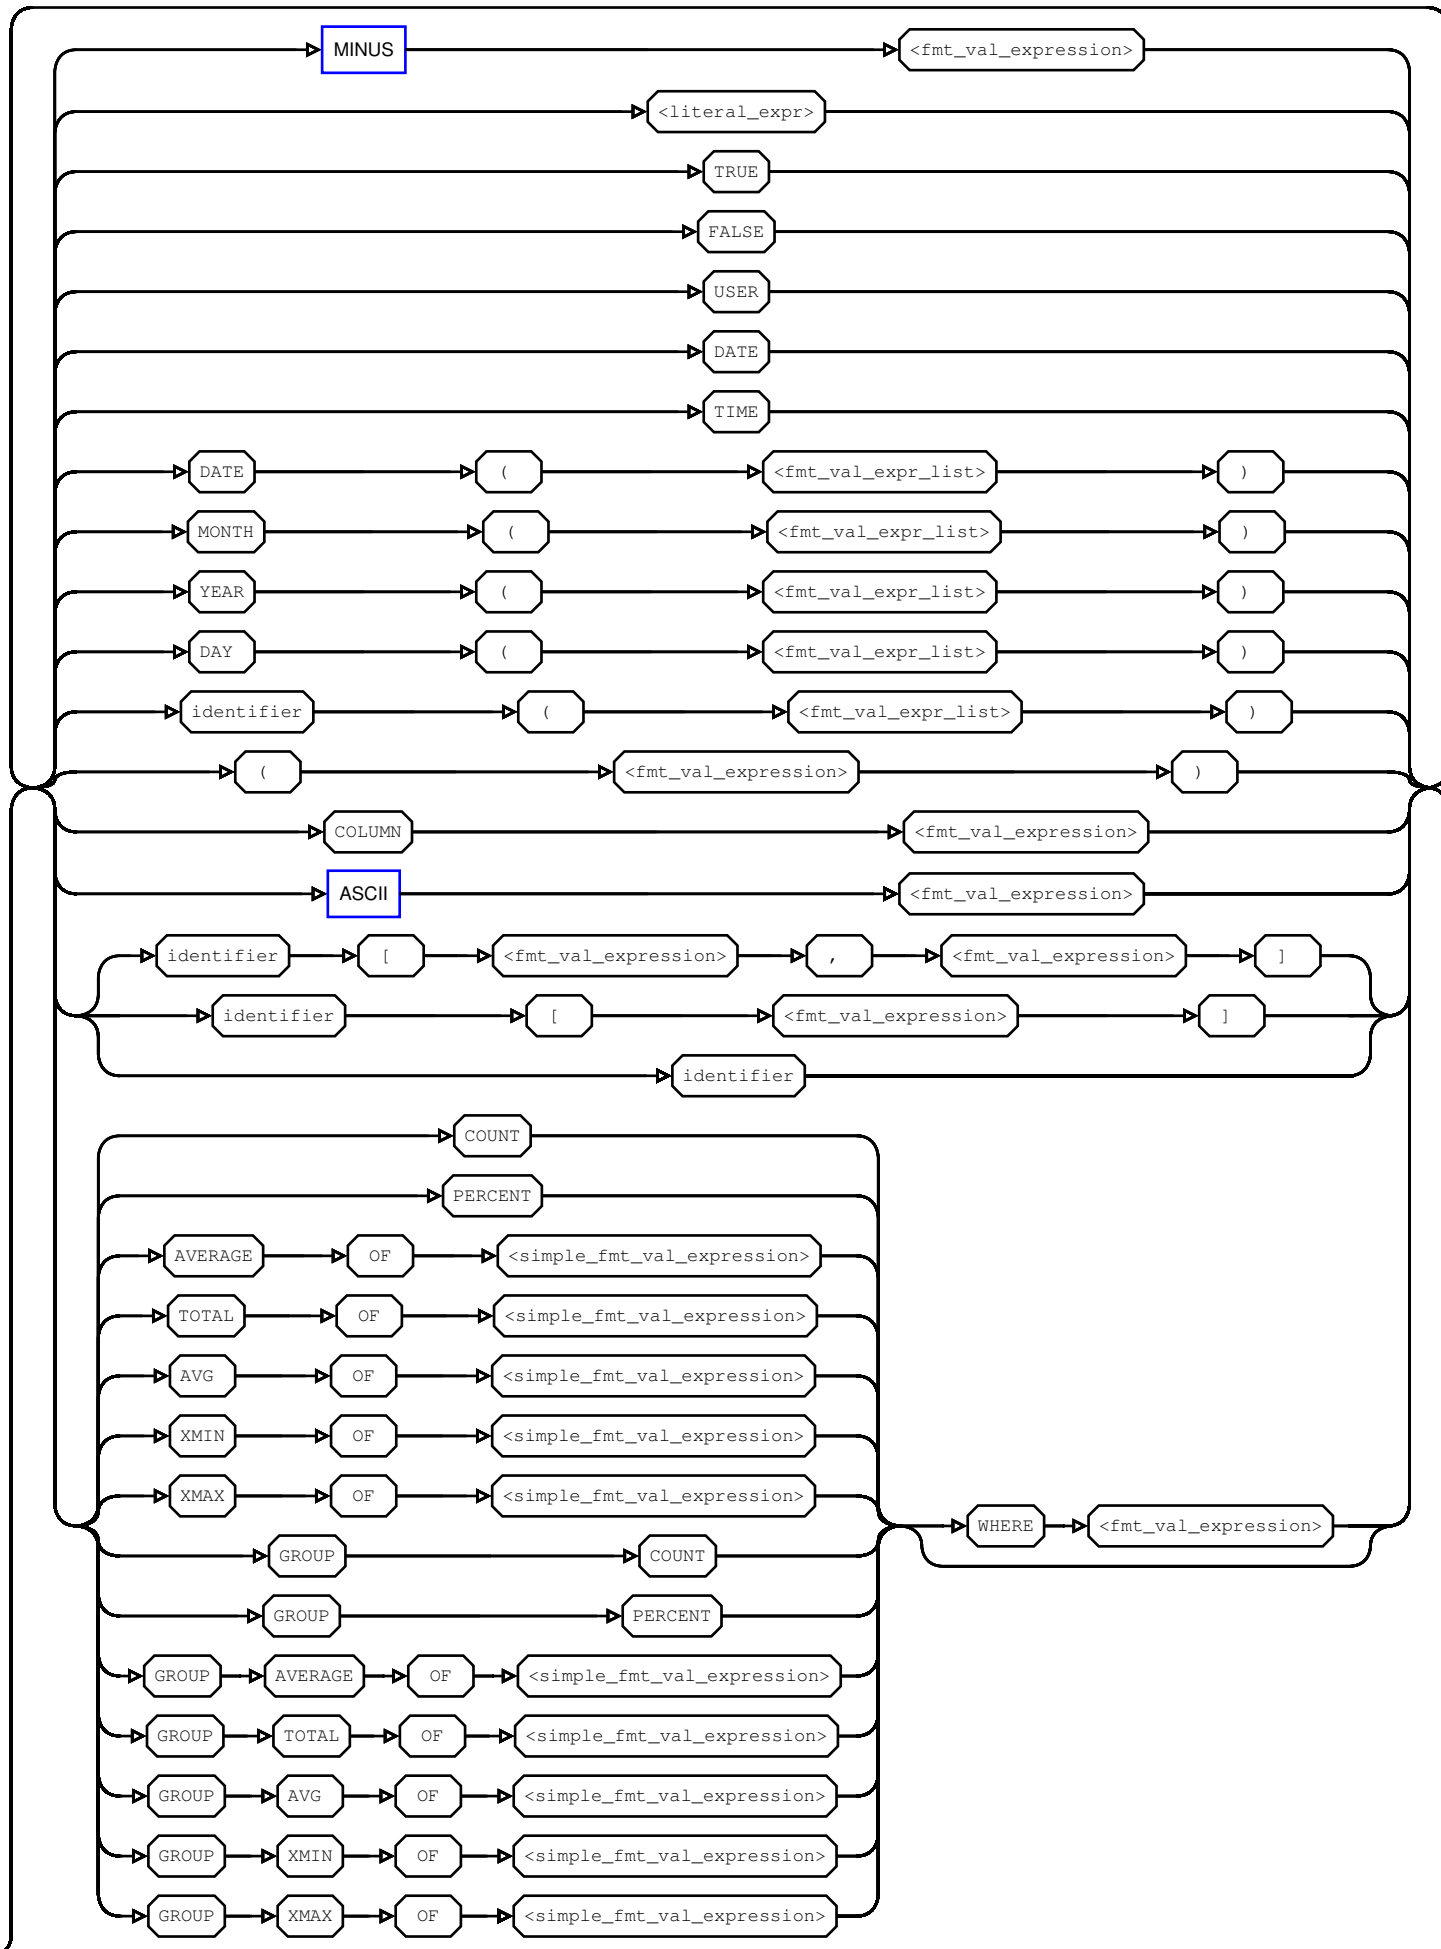 MINUS <fmt_val_expression>
<literal_expr>
TRUE
FALSE
USER
DATE
TIME
DATE ( <fmt_val_expr_list> )
MONTH ( <fmt_val_expr_list> )
YEAR ( <fmt_val_expr_list> )
DAY ( <fmt_val_expr_list> )
identifier ( <fmt_val_expr_list> )
( <fmt_val_expression> )
COLUMN <fmt_val_expression>
ASCII <fmt_val_expression>
identifier [ <fmt_val_expression> , <fmt_val_expression> ]
identifier [ <fmt_val_expression> ]
identifier
COUNT
PERCENT
AVERAGE OF <simple_fmt_val_expression>
TOTAL OF <simple_fmt_val_expression>
AVG OF <simple_fmt_val_expression>
XMIN OF <simple_fmt_val_expression>
XMAX OF <simple_fmt_val_expression>
WHERE <fmt_val_expression>
GROUP COUNT
GROUP PERCENT
GROUP AVERAGE OF <simple_fmt_val_expression>
GROUP TOTAL OF <simple_fmt_val_expression>
GROUP AVG OF <simple_fmt_val_expression>
GROUP XMIN OF <simple_fmt_val_expression>
GROUP XMAX OF <simple_fmt_val_expression>